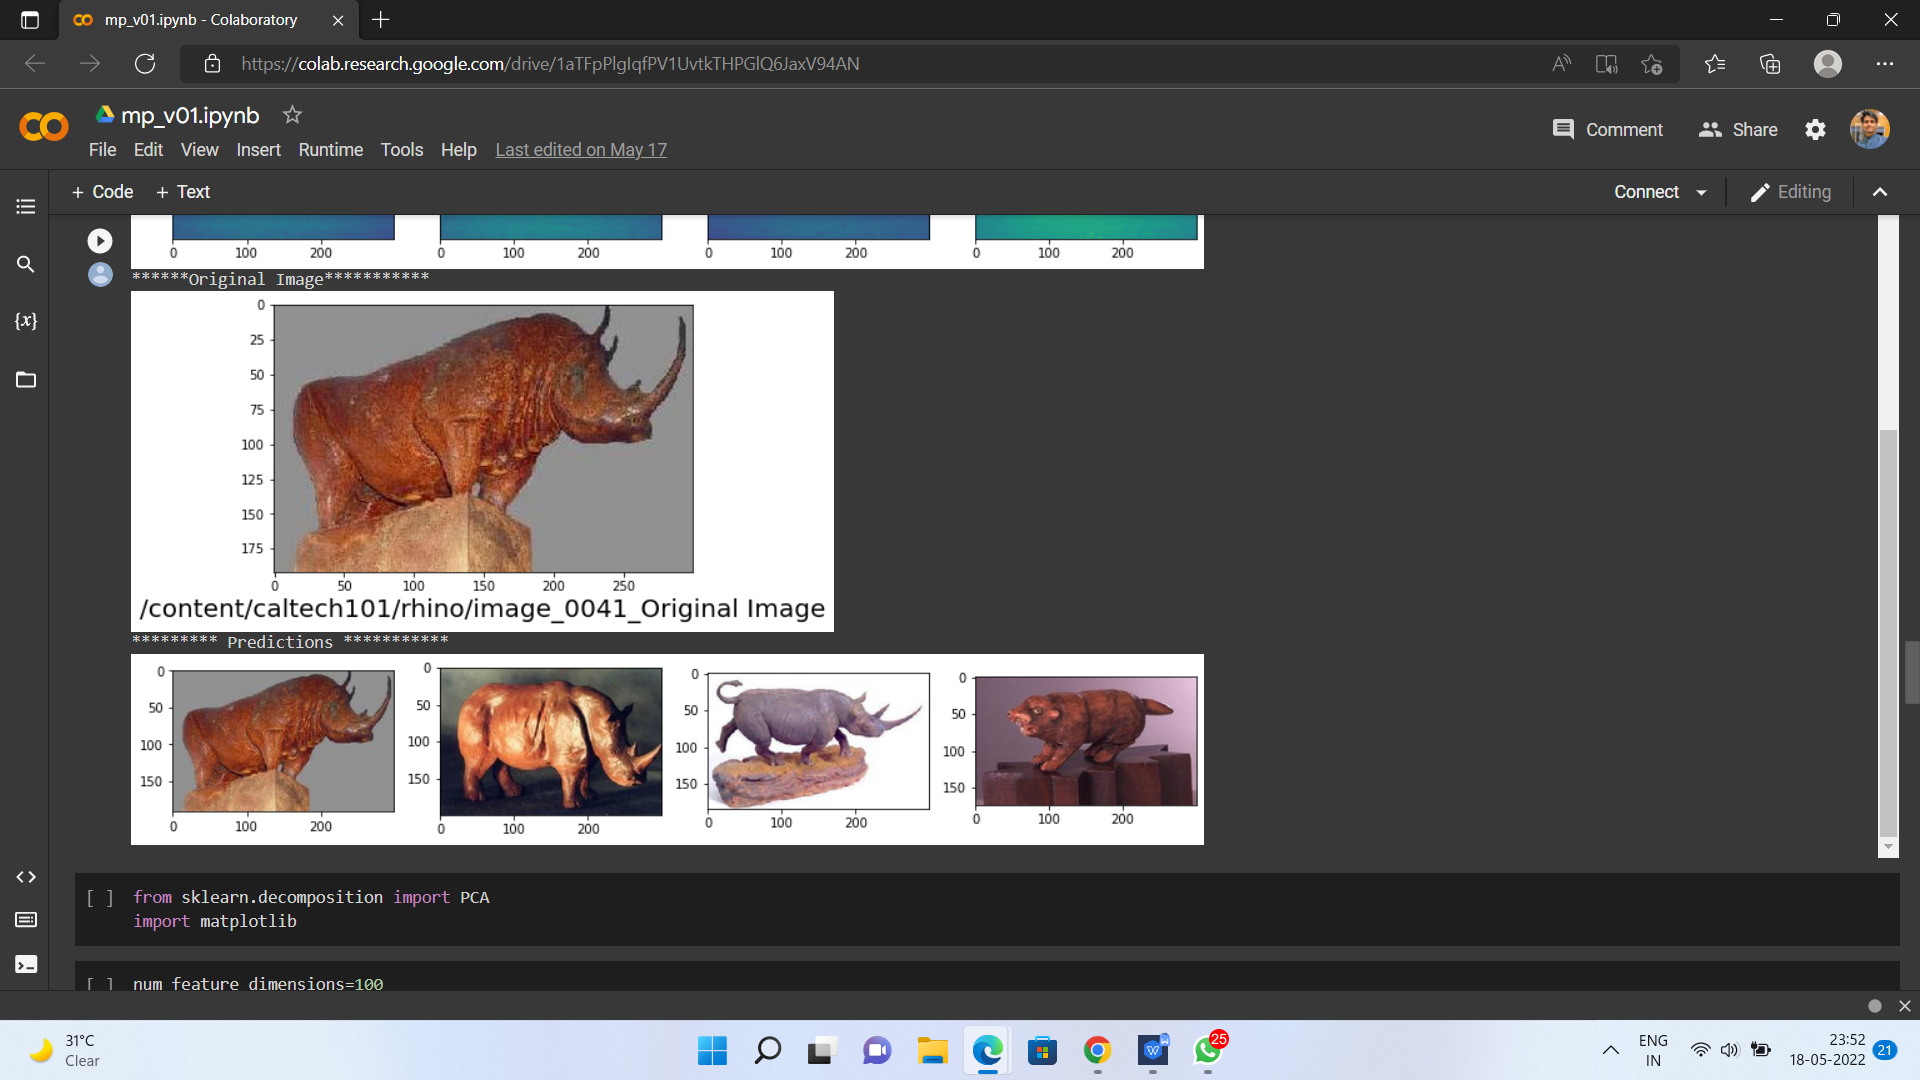 mp_v01.ipynb - Colaboratory
https://colab.research.google.com/drive/1aTFpPlgIqfPV1UvtkTHPGlQ6JaxV94AN
mp_v01.ipynb
Comment
Share
File Edit View Insert Runtime Tools Help Last edited on May 17
+ Code + Text
Connect
Editing
0 100 200 0 100 200 0 100 200 0 100 200
******Original Image***********
0
25
50
75
100
125
150
175
0 50 100 150 200 250
/content/caltech101/rhino/image_0041_Original Image
********* Predictions ***********
0 0 0 0
50 50 50 50
100 100 100 100
150 150 150 150
0 100 200 0 100 200 0 100 200 0 100 200
[ ] from sklearn.decomposition import PCA
import matplotlib
[ ] num_feature_dimensions=100
31°C
Clear
25
ENG
IN
23:52
18-05-2022
21